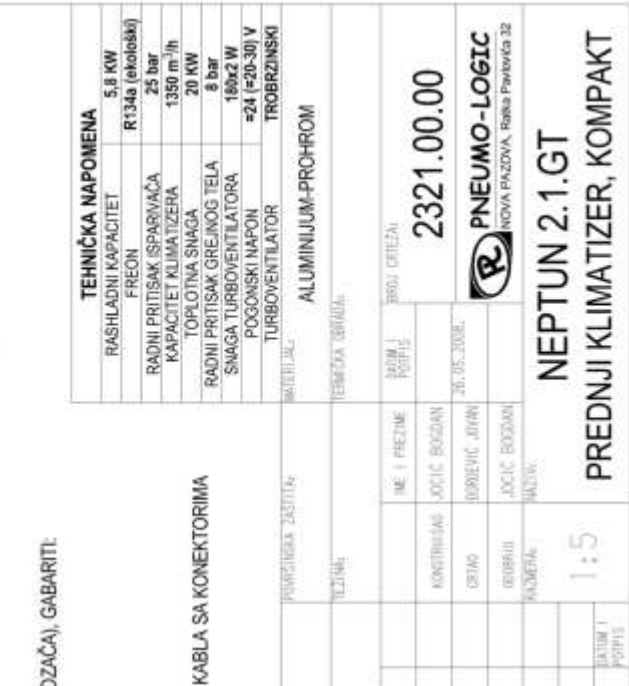 OZAČA), GABARITI:
KABLA SA KONEKTORIMA
TEHNIČKA NAPOMENA
RASHLADNI KAPACITET 5,8 KW
FREON R134a (ekološki)
RADNI PRITISAK ISPARIVAČA 25 bar
KAPACITET KLIMATIZERA 1350 m³/h
TOPLOTNA SNAGA 20 KW
RADNI PRITISAK GREJNOG TELA 8 bar
SNAGA TURBOVENTILATORA 180x2 W
POGONSKI NAPON =24 (=20-30) V
TURBOVENTILATOR TROBRZINSKI
POVRŠINSKA ZAŠTITA: MATERIJAL:
ALUMINIJUM-PROHROM
TEŽINA: TERMIČKA OBRADA:
IME I PREZIME DATUM I POTPIS BROJ CRTEŽA:
KONSTRUISAO JOCIĆ BOGDAN
2321.00.00
CRTAO ĐORĐEVIĆ JOVAN 26.05.2008.
ODOBRIO JOCIĆ BOGDAN
PNEUMO-LOGIC
NOVA PAZOVA, Ratka Pavlovića 32
RAZMERA: NAZIV:
1:5
NEPTUN 2.1.GT
PREDNJI KLIMATIZER, KOMPAKT
DATUM I POTPIS